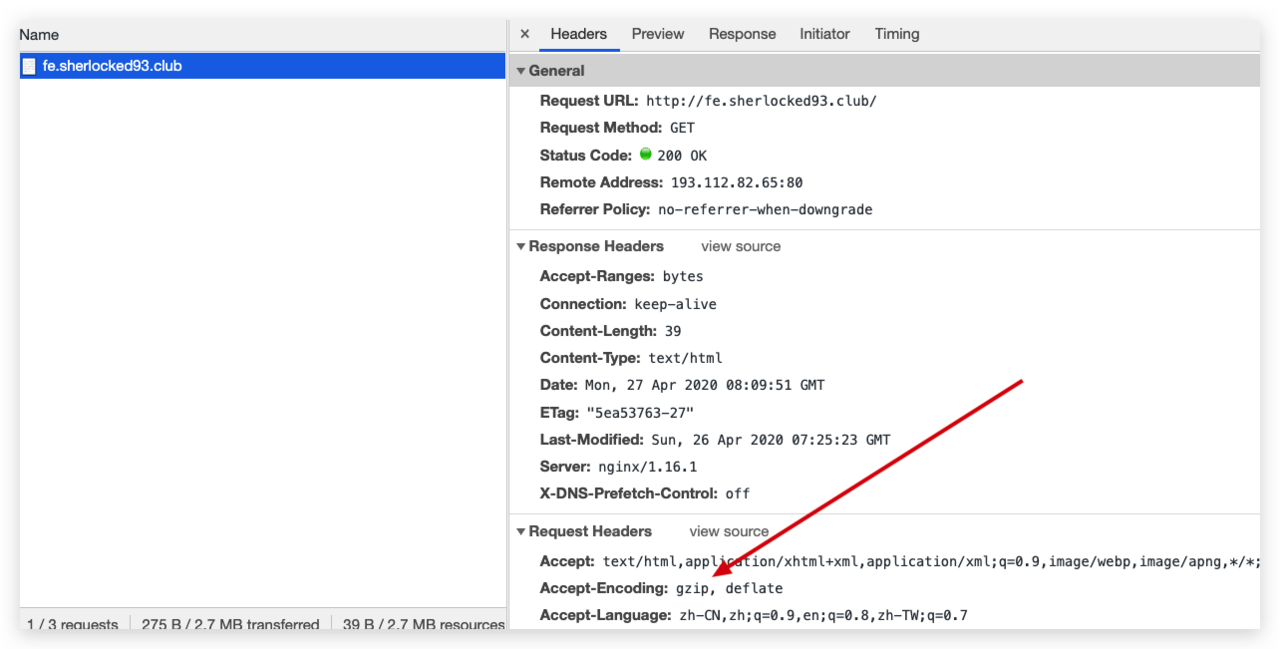 Name
fe.sherlocked93.club
× Headers Preview Response Initiator Timing
General
Request URL: http://fe.sherlocked93.club/
Request Method: GET
Status Code: 200 OK
Remote Address: 193.112.82.65:80
Referrer Policy: no-referrer-when-downgrade
Response Headers view source
Accept-Ranges: bytes
Connection: keep-alive
Content-Length: 39
Content-Type: text/html
Date: Mon, 27 Apr 2020 08:09:51 GMT
ETag: "5ea53763-27"
Last-Modified: Sun, 26 Apr 2020 07:25:23 GMT
Server: nginx/1.16.1
X-DNS-Prefetch-Control: off
Request Headers view source
Accept: text/html,application/xhtml+xml,application/xml;q=0.9,image/webp,image/apng,*/*;
Accept-Encoding: gzip, deflate
Accept-Language: zh-CN,zh;q=0.9,en;q=0.8,zh-TW;q=0.7
1 / 3 requests 275 B / 2.7 MB transferred 39 B / 2.7 MB resources